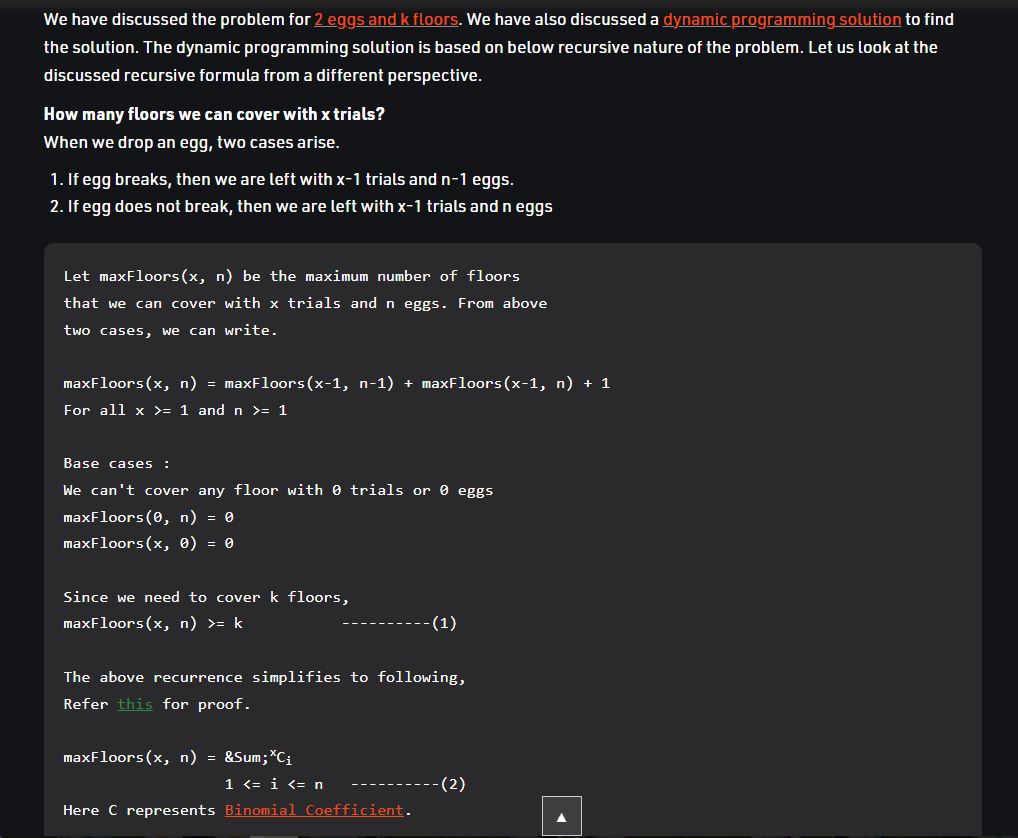 We have discussed the problem for 2 eggs and k floors. We have also discussed a dynamic programming solution to find
the solution. The dynamic programming solution is based on below recursive nature of the problem. Let us look at the
discussed recursive formula from a different perspective.
How many floors we can cover with x trials?
When we drop an egg, two cases arise.
1. If egg breaks, then we are left with x-1 trials and n-1 eggs.
2. If egg does not break, then we are left with x-1 trials and n eggs
Let maxFloors(x, n) be the maximum number of floors
that we can cover with x trials and n eggs. From above
two cases, we can write.
maxFloors(x, n) = maxFloors(x-1, n-1) + maxFloors(x-1, n) + 1
For all x >= 1 and n >= 1
Base cases :
We can't cover any floor with 0 trials or 0 eggs
maxFloors(0, n) = 0
maxFloors(x, 0) = 0
Since we need to cover k floors,
maxFloors(x, n) >= k ----------(1)
The above recurrence simplifies to following,
Refer this for proof.
maxFloors(x, n) = &Sum;ˣCᵢ
1 <= i <= n ----------(2)
Here C represents Binomial Coefficient.